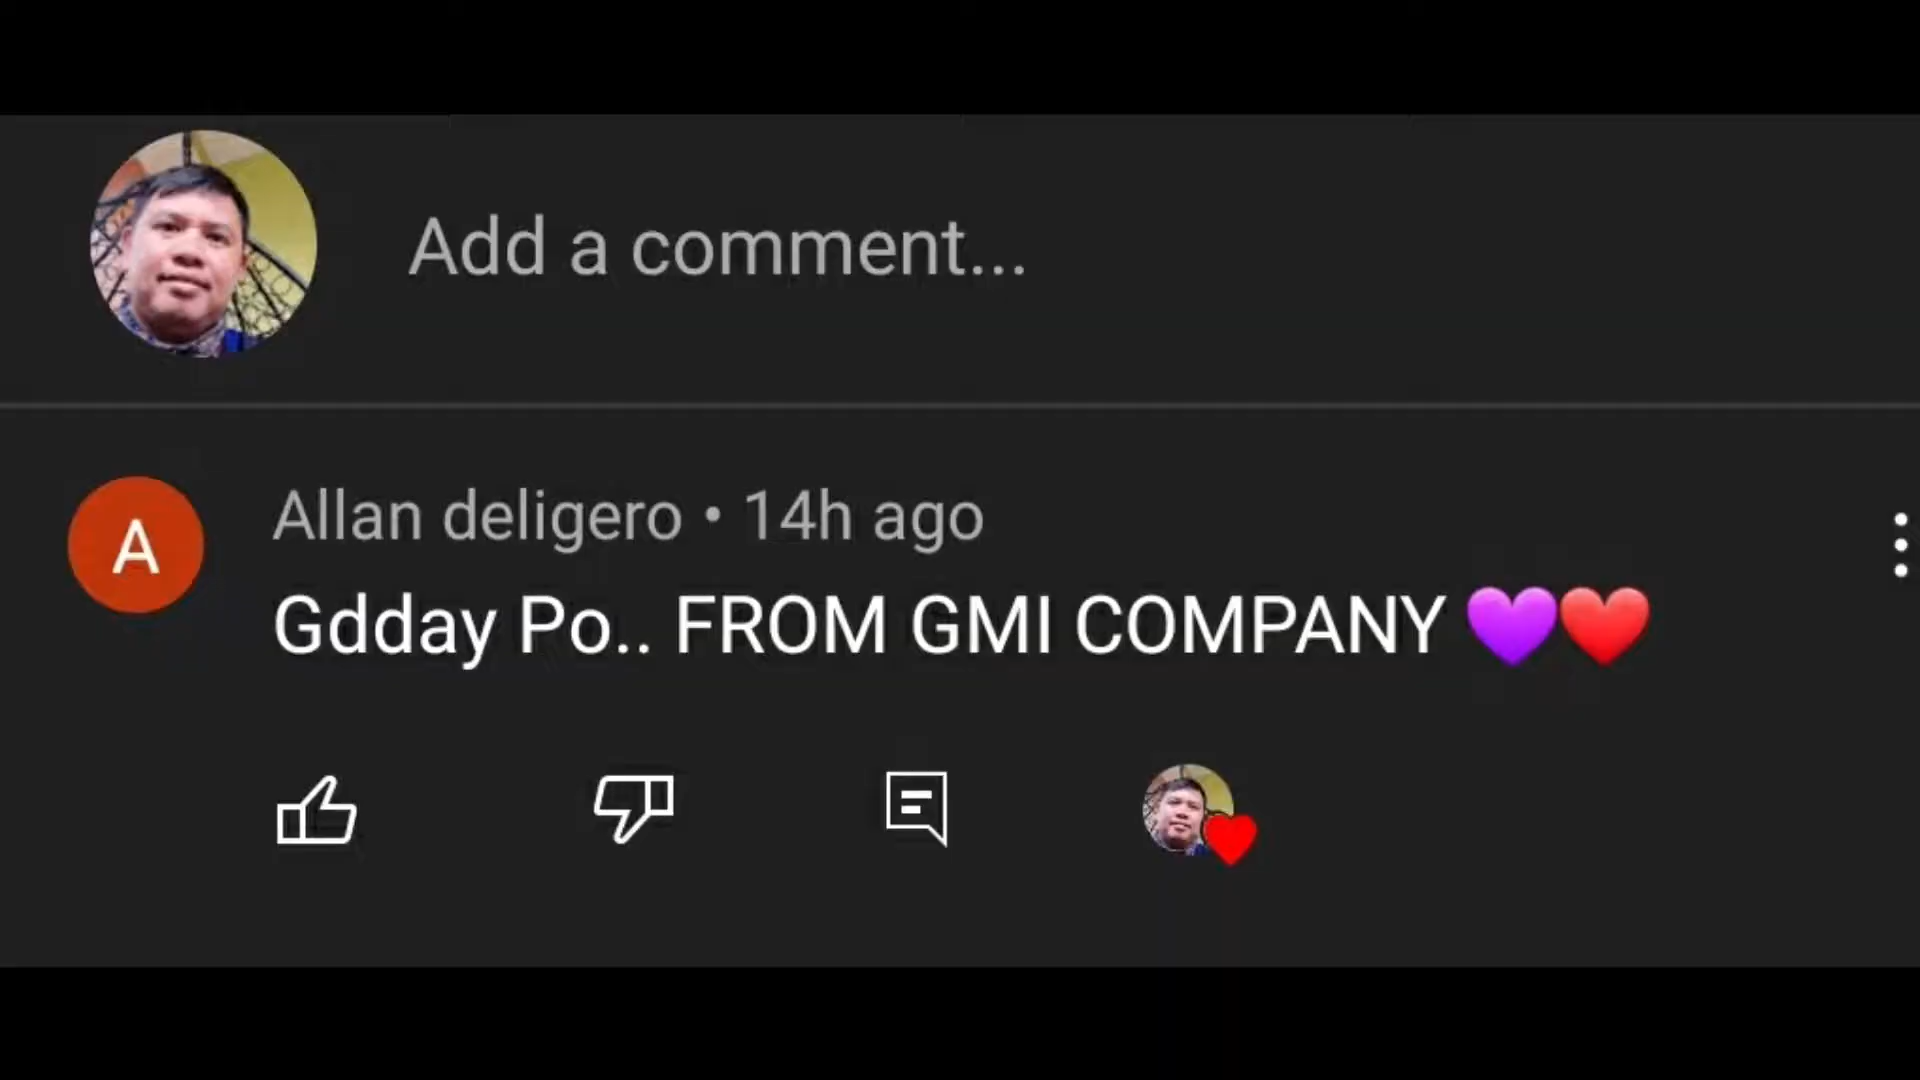 Add a comment...
Allan deligero • 14h ago
A
Gdday Po.. FROM GMI COMPANY 💜❤️